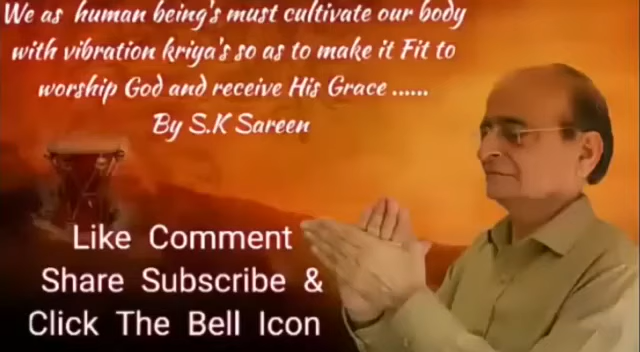 We as human being's must cultivate our body
with vibration kriya's so as to make it Fit to
worship God and receive His Grace ......
By S.K Sareen
Like Comment
Share Subscribe &
Click The Bell Icon